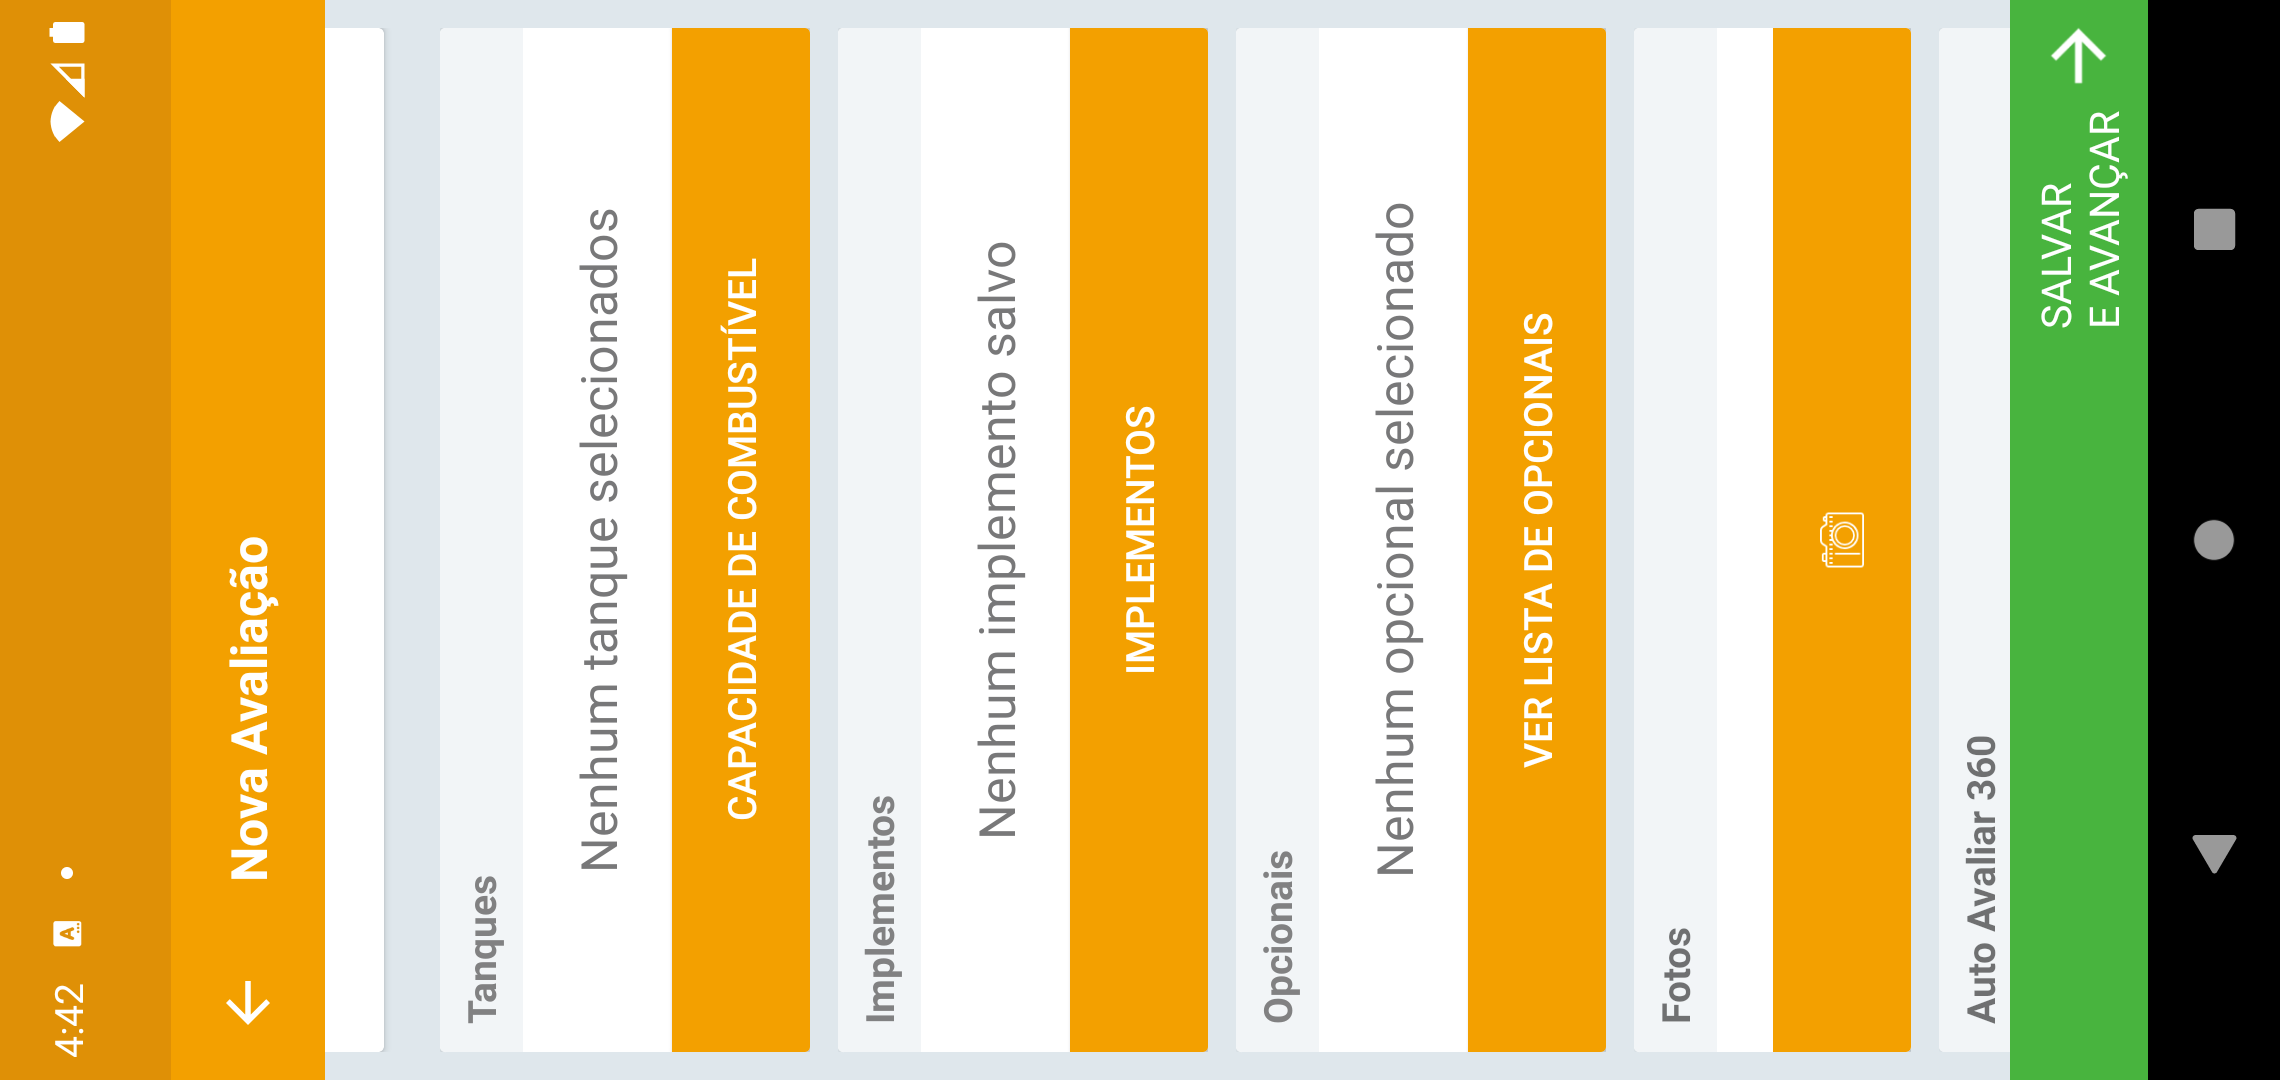 4:42
Nova Avaliação
Tanques
Nenhum tanque selecionados
CAPACIDADE DE COMBUSTÍVEL
Implementos
Nenhum implemento salvo
IMPLEMENTOS
Opcionais
Nenhum opcional selecionado
VER LISTA DE OPCIONAIS
Fotos
Auto Avaliar 360
SALVAR
E AVANÇAR